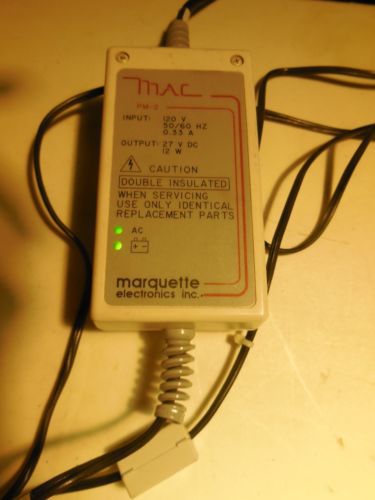 MAC
PM-2
INPUT: 120 V
50/60 HZ
0.33 A
OUTPUT: 27 V DC
12 W
CAUTION
DOUBLE INSULATED
WHEN SERVICING
USE ONLY IDENTICAL
REPLACEMENT PARTS
AC
+ -
marquette
electronics inc.